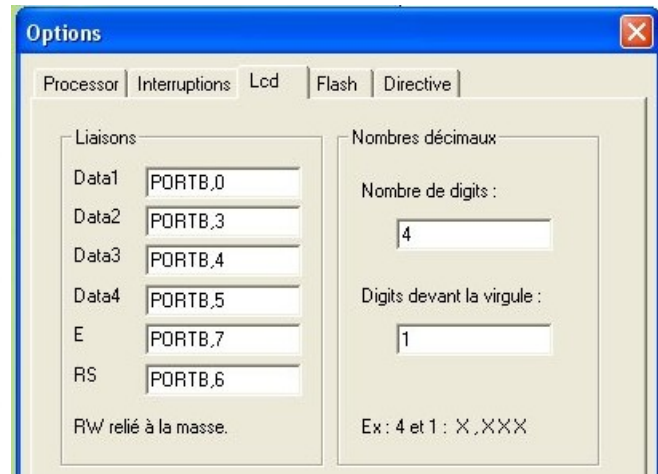 Options
Processor Interruptions Lcd Flash Directive
Liaisons
Data1 PORTB,0
Data2 PORTB,3
Data3 PORTB,4
Data4 PORTB,5
E PORTB,7
RS PORTB,6
RW relié à la masse.
Nombres décimaux
Nombre de digits :
4
Digits devant la virgule :
1
Ex : 4 et 1 : X,XXX